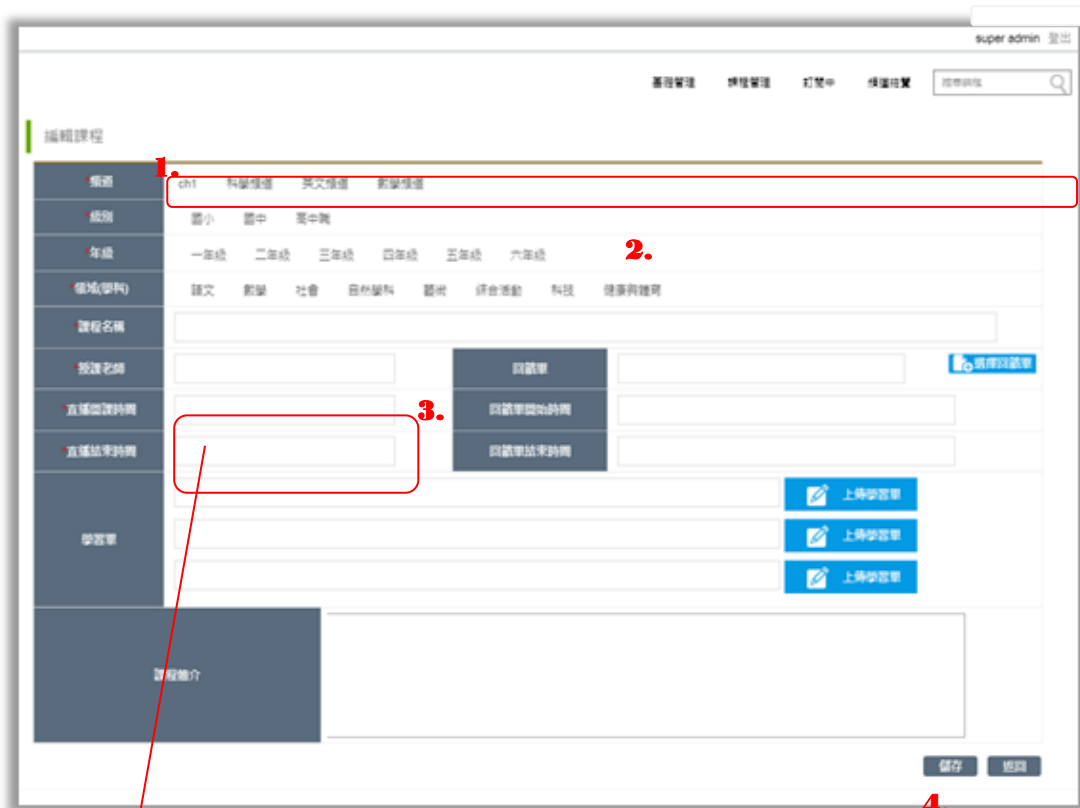 super admin 登出
基礎管理 課程管理 訂閱中 頻道檢覽 搜尋課程
編輯課程
1.
*頻道 ch1 科學頻道 英文頻道 數學頻道
*級別 國小 國中 高中職
*年級 一年級 二年級 三年級 四年級 五年級 六年級
2.
*領域(學科) 語文 數學 社會 自然學科 藝術 綜合活動 科技 健康與體育
*課程名稱
*授課老師 回饋單 選擇回饋單
*直播開課時間 回饋單開始時間
3.
*直播結束時間 回饋單結束時間
學習單
上傳學習單
上傳學習單
上傳學習單
課程簡介
儲存 返回
4.